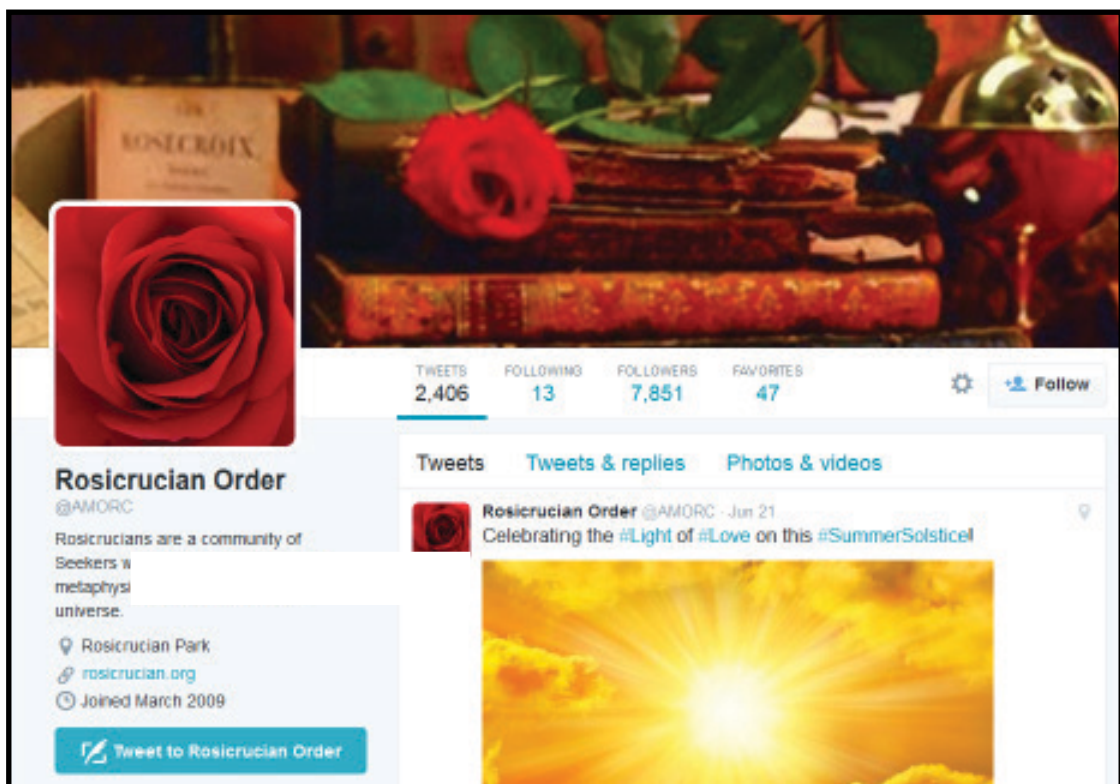 ROSECROIX
TWEETS FOLLOWING FOLLOWERS FAVORITES
2,406 13 7,851 47
Follow
Tweets Tweets & replies Photos & videos
Rosicrucian Order
@AMORC
Rosicrucians are a community of
Seekers
universe.
Rosicrucian Park
rosicrucian.org
Joined March 2009
Tweet to Rosicrucian Order
Rosicrucian Order @AMORC · Jun 21
Celebrating the #Light of #Love on this #SummerSolstice!